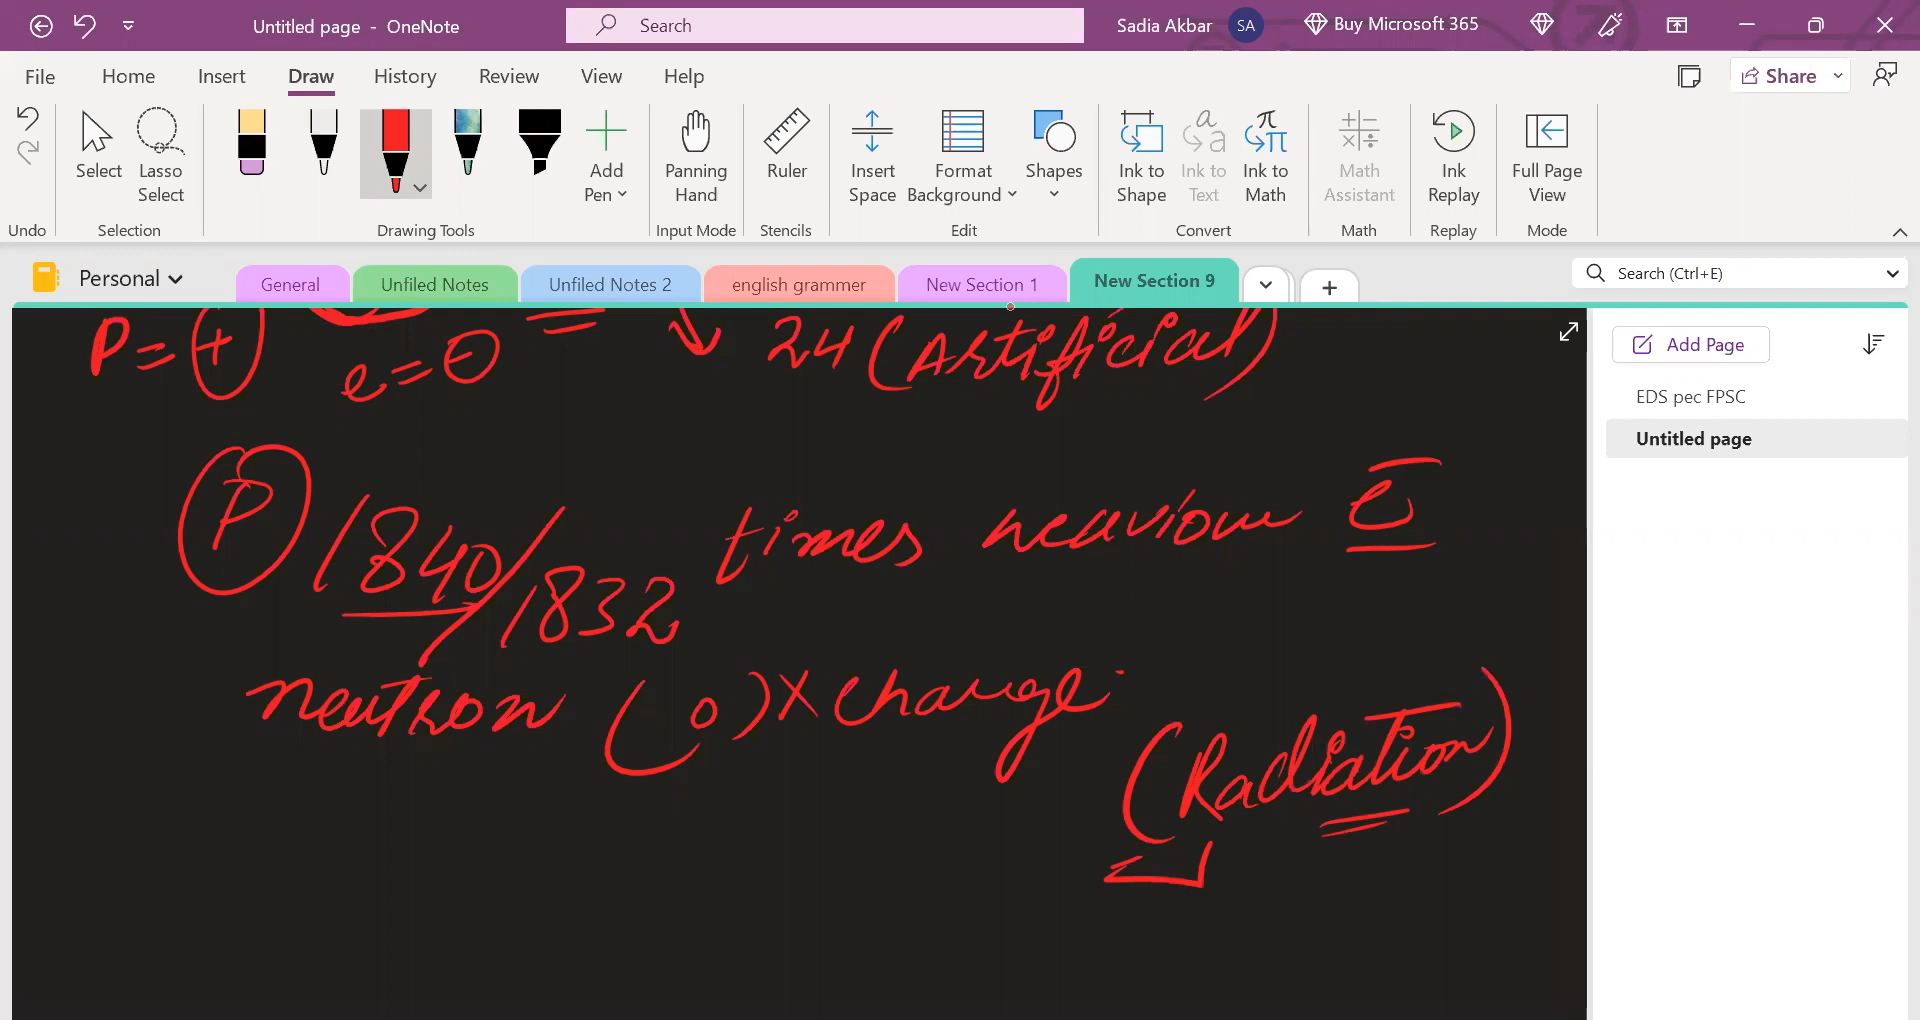 Untitled page - OneNote
Search
Sadia Akbar
SA
Buy Microsoft 365
File Home Insert Draw History Review View Help
Share
Select
Lasso Select
Add Pen
Panning Hand
Ruler
Insert Space
Format Background
Shapes
Ink to Shape
Ink to Text
Ink to Math
Math Assistant
Ink Replay
Full Page View
Undo Selection Drawing Tools Input Mode Stencils Edit Convert Math Replay Mode
Personal
General Unfiled Notes Unfiled Notes 2 english grammer New Section 1 New Section 9
Search (Ctrl+E)
Add Page
EDS pec FPSC
Untitled page
P = + e = - 24 (Artificial)
P 1840/1832 times heaviour e
neutron (0) X charge
(Radiation)